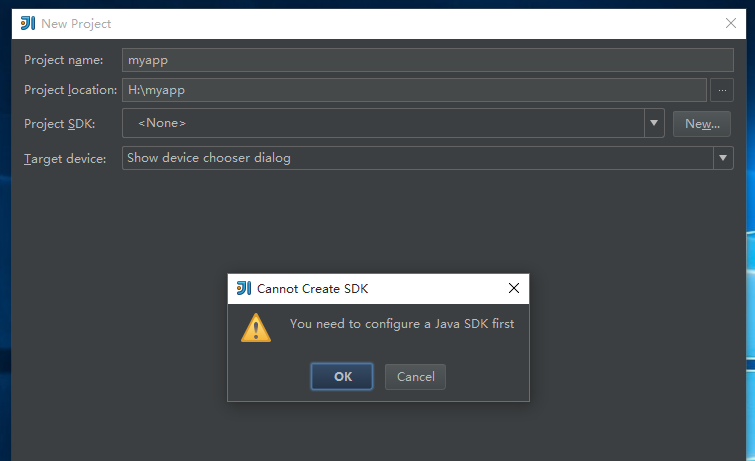 New Project
Project name: myapp
Project location: H:\myapp ...
Project SDK: <None> New...
Target device: Show device chooser dialog
Cannot Create SDK
You need to configure a Java SDK first
OK Cancel